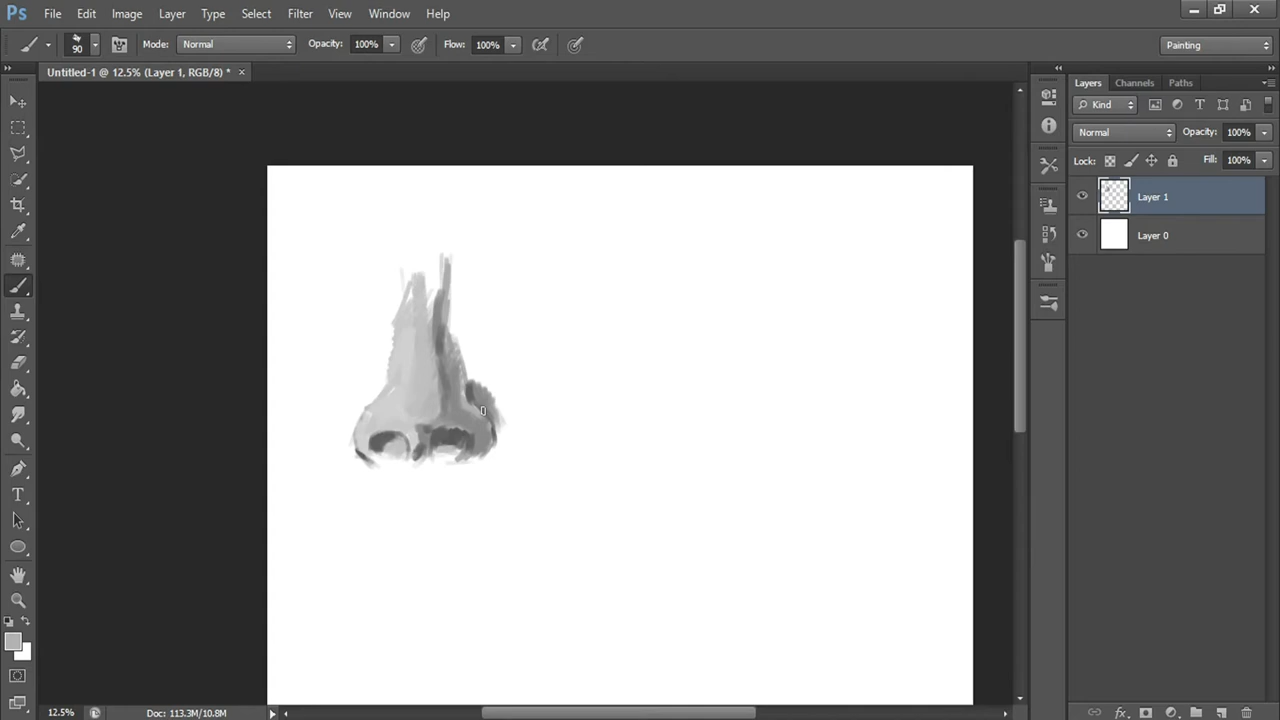 Ps File Edit Image Layer Type Select Filter View Window Help
90 Mode: Normal Opacity: 100% Flow: 100% Painting
Untitled-1 @ 12.5% (Layer 1, RGB/8) * ×
Layers Channels Paths
Kind
Normal Opacity: 100%
Lock: Fill: 100%
Layer 1
Layer 0
12.5% Doc: 113.3M/10.8M